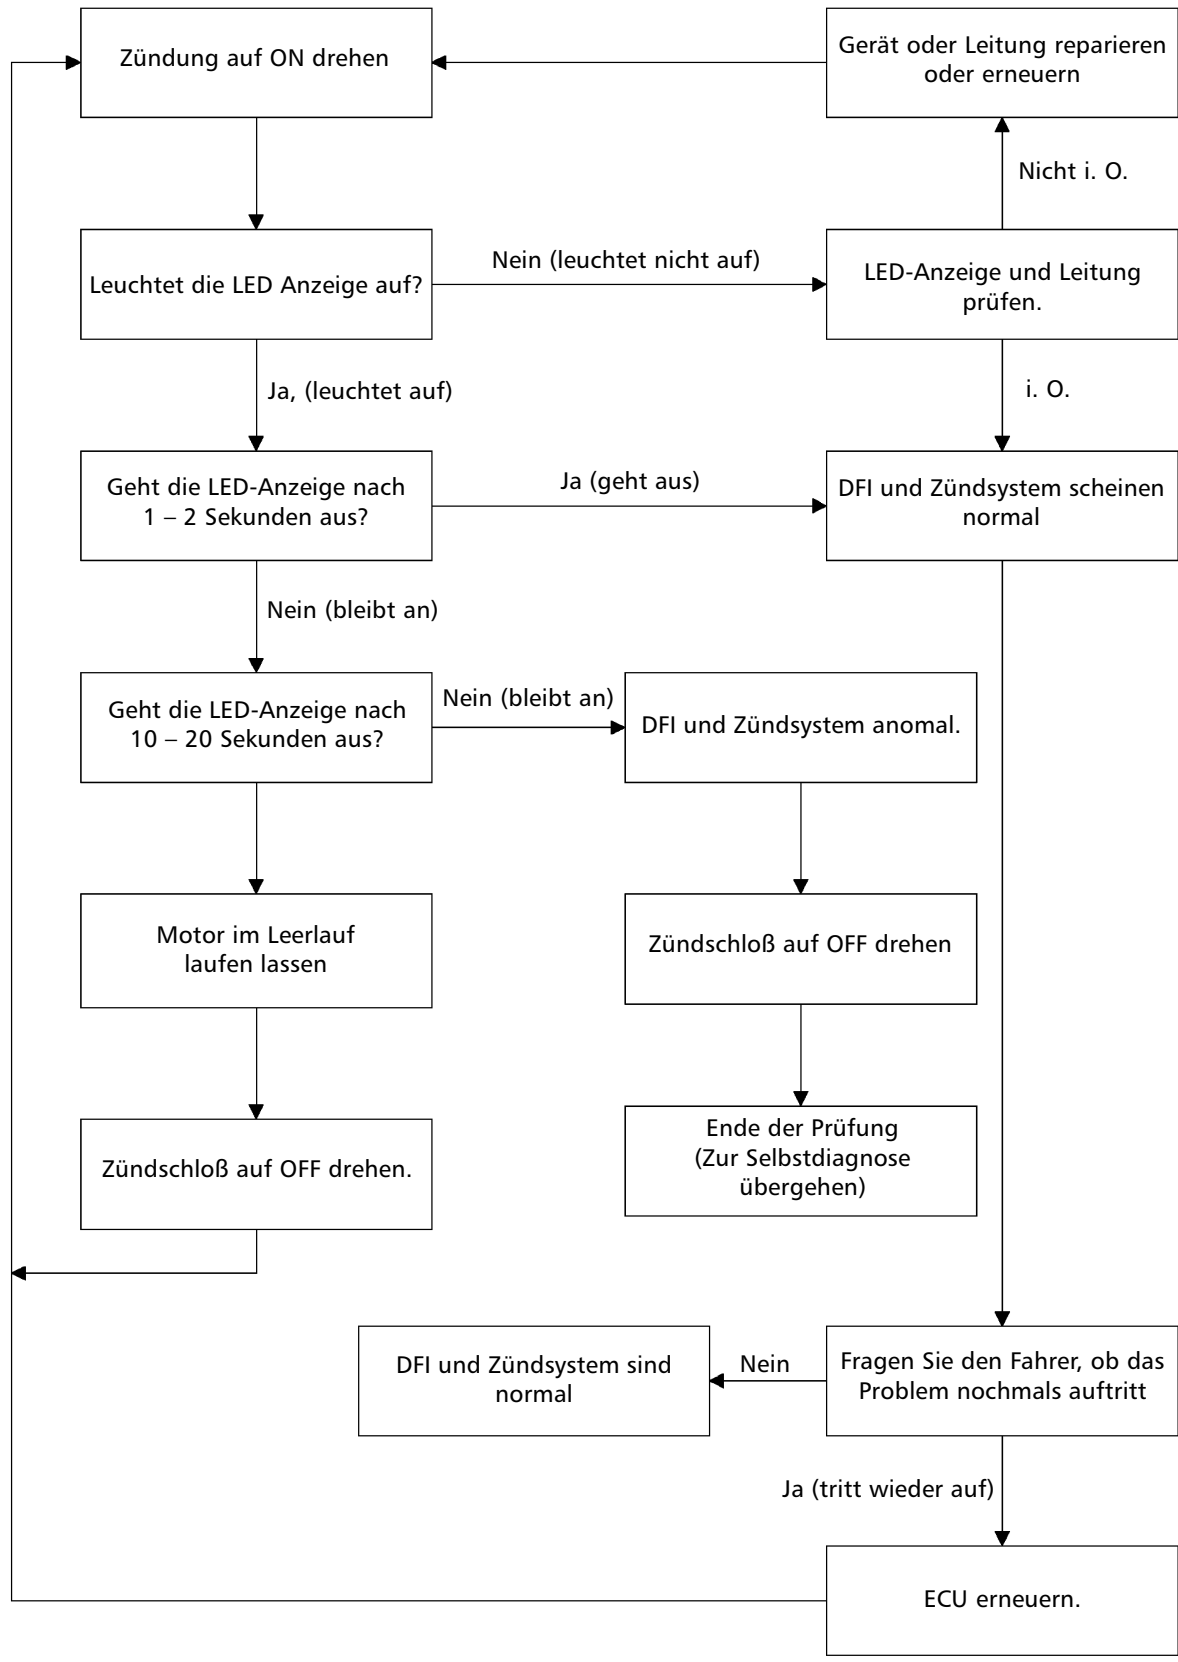 Zündung auf ON drehen
Gerät oder Leitung reparieren
oder erneuern
Nicht i. O.
Leuchtet die LED Anzeige auf?
Nein (leuchtet nicht auf)
LED-Anzeige und Leitung
prüfen.
Ja, (leuchtet auf)
i. O.
Geht die LED-Anzeige nach
1 – 2 Sekunden aus?
Ja (geht aus)
DFI und Zündsystem scheinen
normal
Nein (bleibt an)
Geht die LED-Anzeige nach
10 – 20 Sekunden aus?
Nein (bleibt an)
DFI und Zündsystem anomal.
Motor im Leerlauf
laufen lassen
Zündschloß auf OFF drehen
Zündschloß auf OFF drehen.
Ende der Prüfung
(Zur Selbstdiagnose
übergehen)
DFI und Zündsystem sind
normal
Nein
Fragen Sie den Fahrer, ob das
Problem nochmals auftritt
Ja (tritt wieder auf)
ECU erneuern.